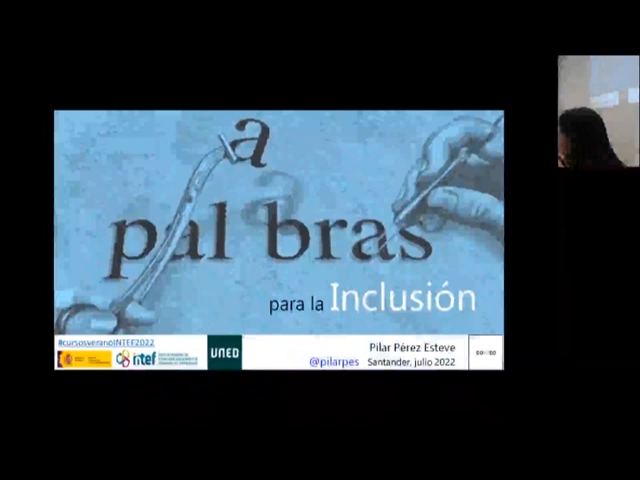 a
pal bras
para la Inclusión
#cursosveranoINTEF2022
intef
UNED
Pilar Pérez Esteve
@pilarpes Santander, julio 2022